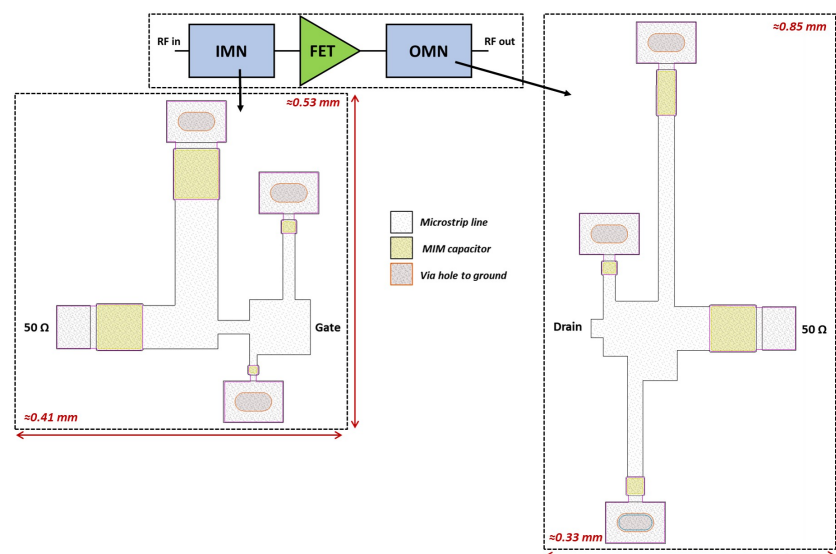 RF in
IMN
FET
OMN
RF out
≈0.53 mm
≈0.85 mm
Microstrip line
MIM capacitor
Via hole to ground
50 Ω
Gate
Drain
50 Ω
≈0.41 mm
≈0.33 mm